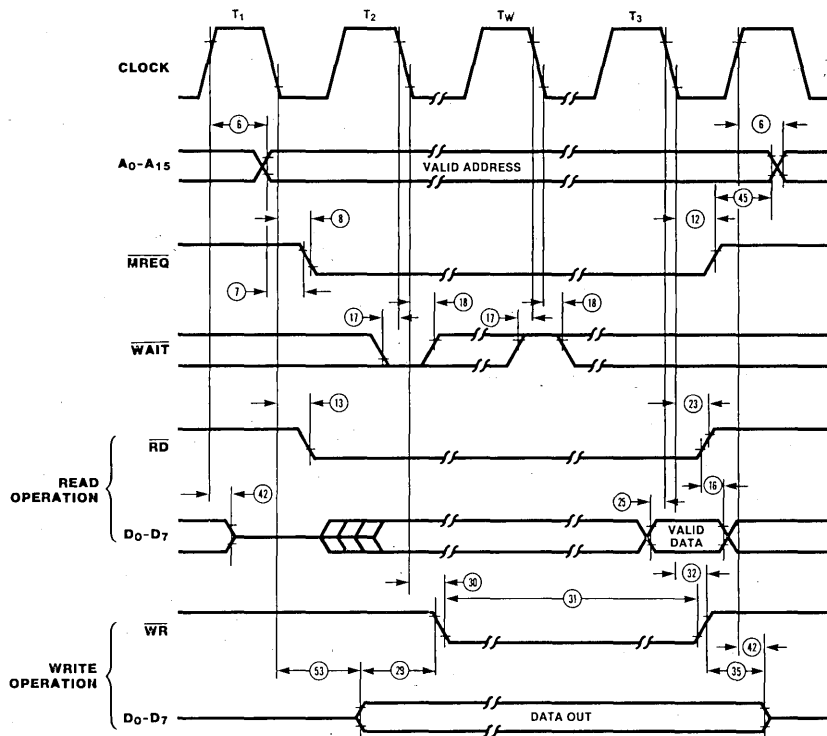 T1 T2 TW T3
CLOCK
6 6
A0-A15 VALID ADDRESS
45
8 12
MREQ
7
17 18 17 18
WAIT
13 23
RD
READ OPERATION
42 25 16
D0-D7 VALID DATA
30 31 32
WR
42
WRITE OPERATION
53 29 35
D0-D7 DATA OUT